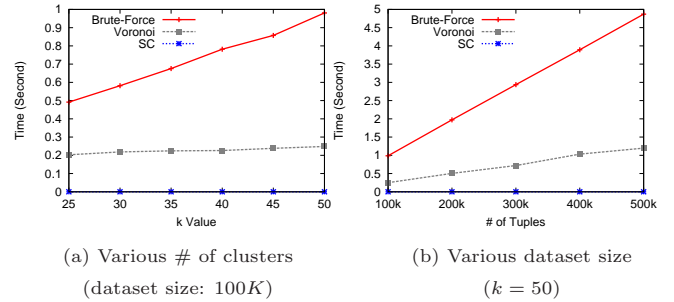 Brute-Force
Voronoi
SC
1
0.9
0.8
0.7
0.6
0.5
0.4
0.3
0.2
0.1
0
Time (Second)
25 30 35 40 45 50
k Value
(a) Various # of clusters
(dataset size: 100K)
Brute-Force
Voronoi
SC
5
4.5
4
3.5
3
2.5
2
1.5
1
0.5
0
Time (Second)
100k 200k 300k 400k 500k
# of Tuples
(b) Various dataset size
(k = 50)